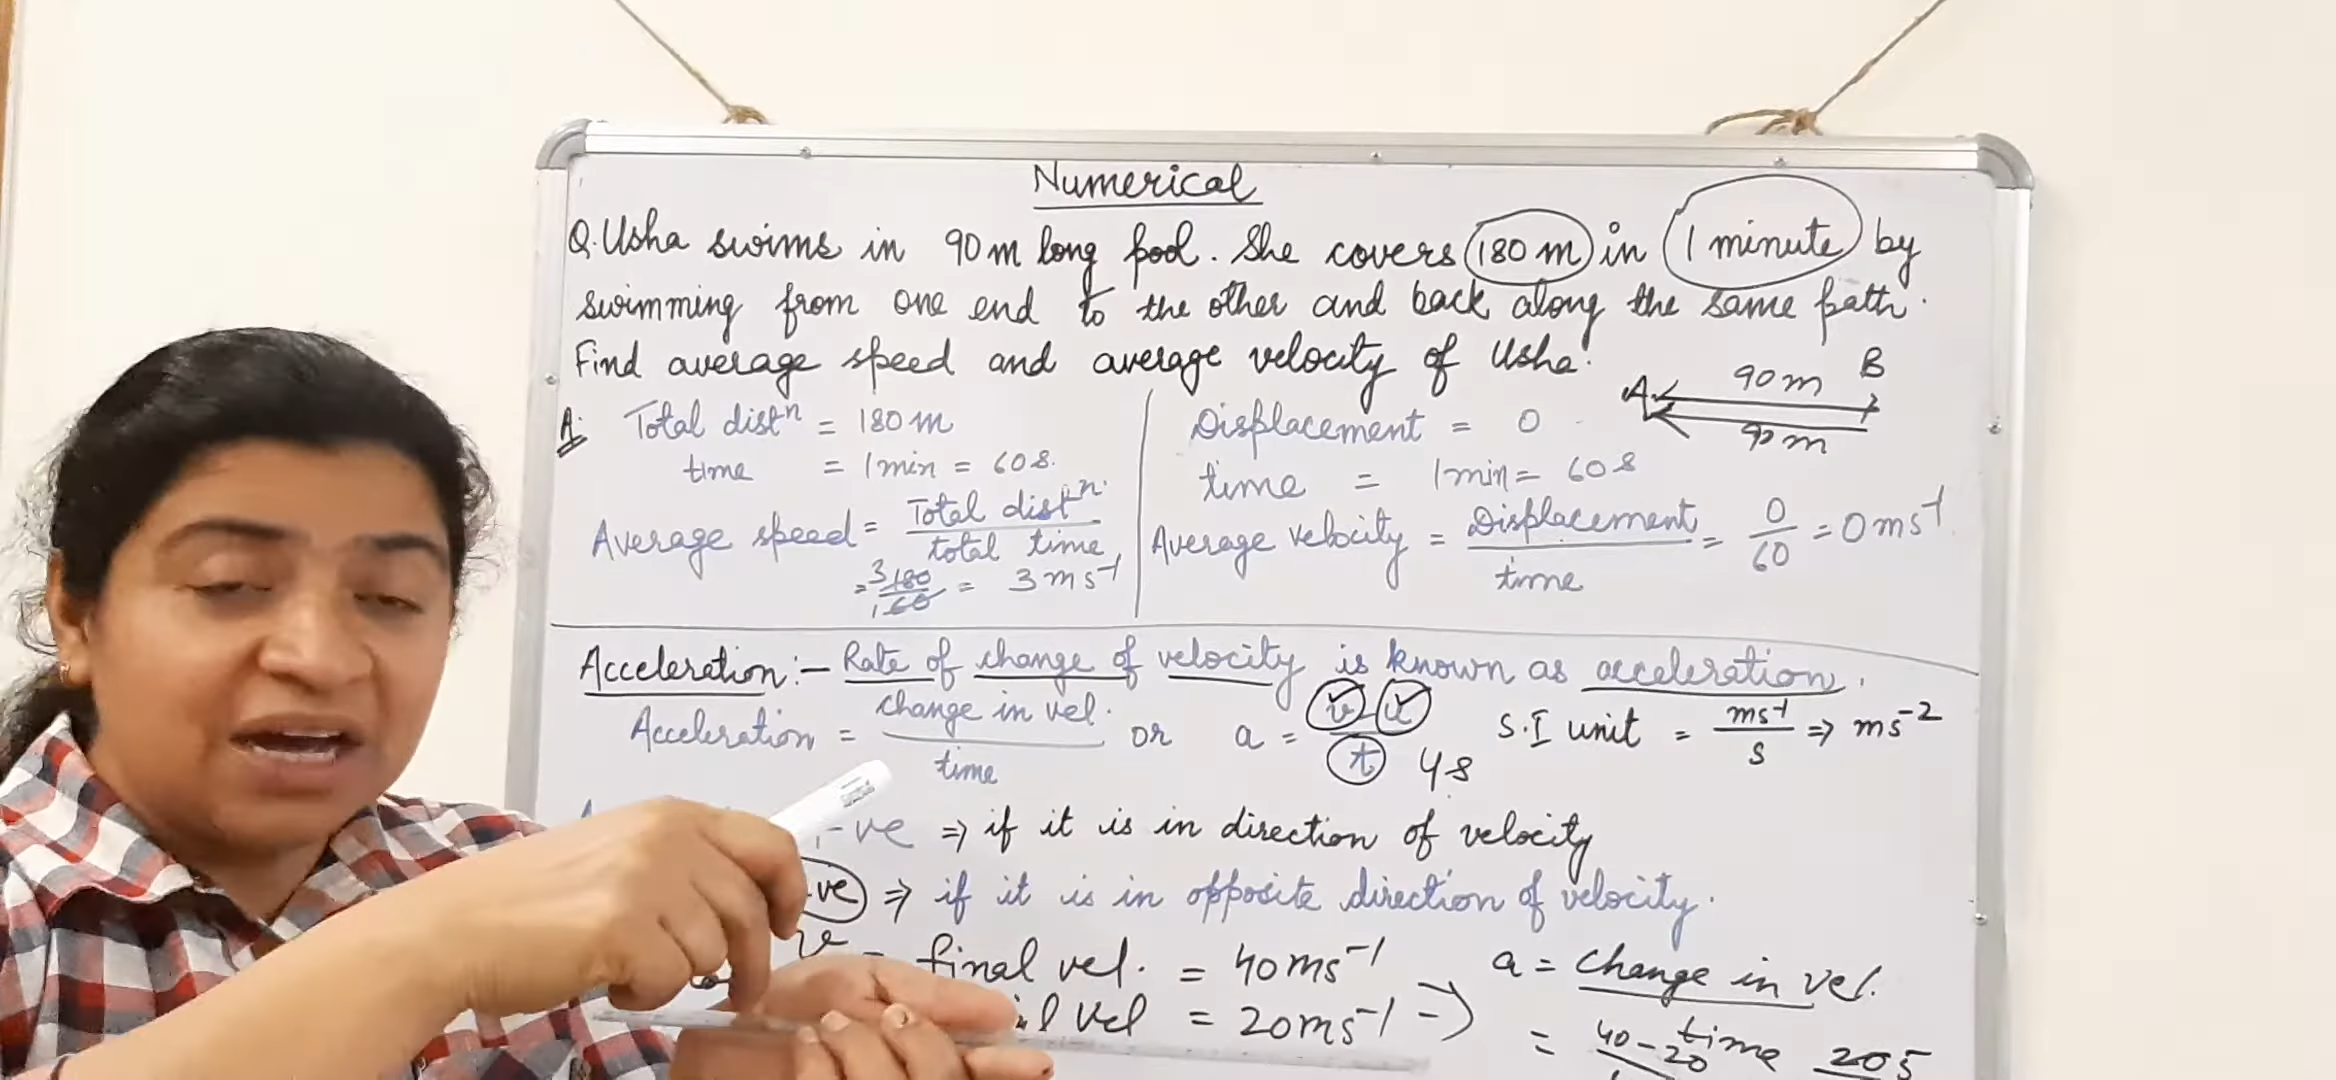 Numerical
Q. Usha swims in 90 m long pool. She covers 180 m in 1 minute by
swimming from one end to the other and back along the same path.
Find average speed and average velocity of Usha.
A 90 m B
90 m
A: Total distⁿ = 180 m
time = 1 min = 60 s.
Average speed = Total distⁿ. / total time
= 180/60 = 3 ms⁻¹
3
1
Displacement = 0
time = 1 min = 60 s
Average velocity = Displacement / time = 0/60 = 0 ms⁻¹
Acceleration :- Rate of change of velocity is known as acceleration.
Acceleration = change in vel. / time or a = v-u / t 4 s S.I unit = ms⁻¹/s ⇒ ms⁻²
-ve ⇒ if it is in direction of velocity
-ve ⇒ if it is in opposite direction of velocity.
v = final vel. = 40 ms⁻¹
vel = 20 ms⁻¹ ⇒
a = change in vel. / time
= 40-20 20 5